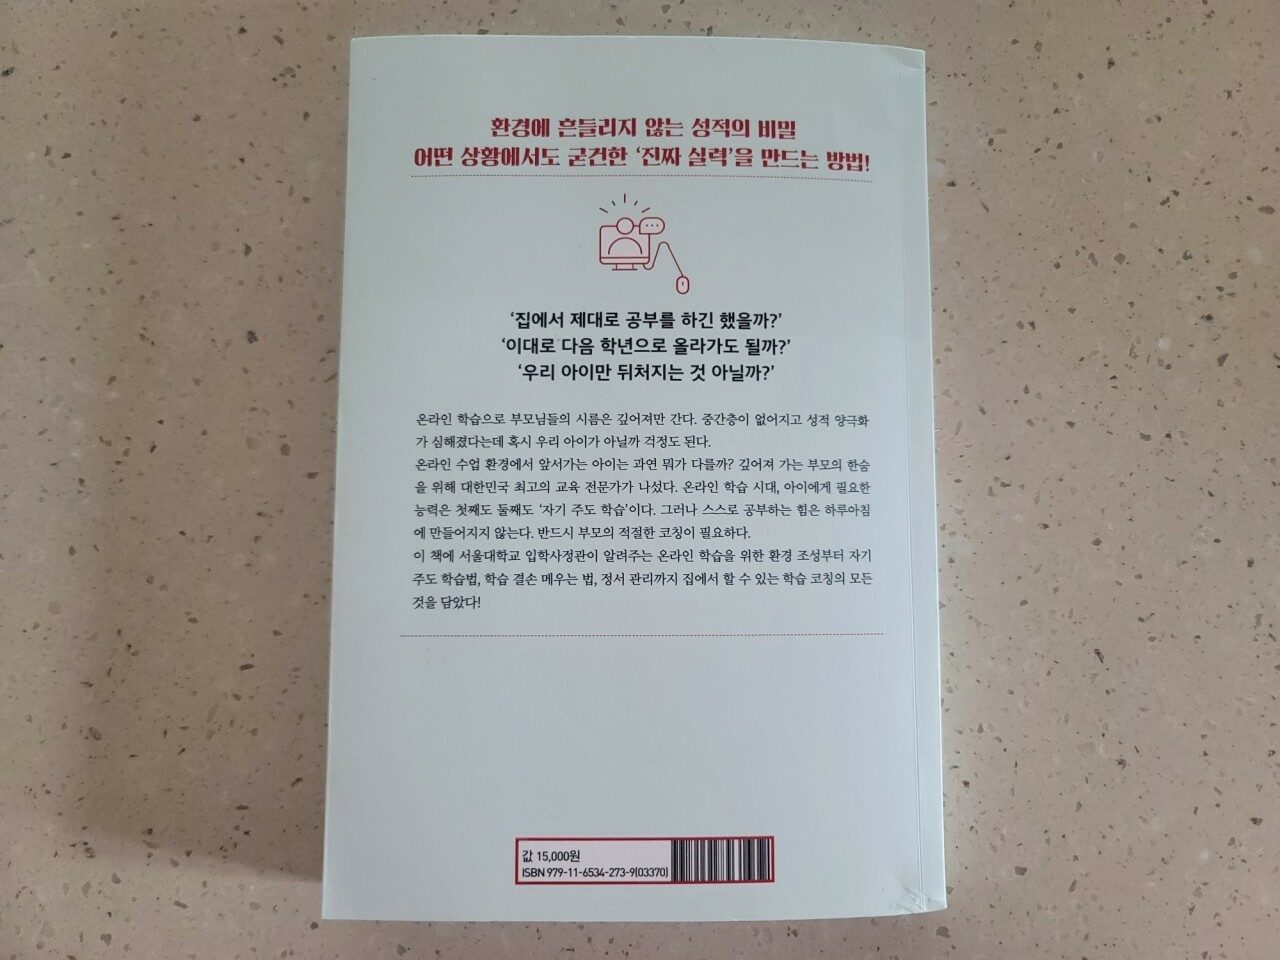 환경에 흔들리지 않는 성적의 비밀
어떤 상황에서도 굳건한 '진짜 실력'을 만드는 방법!
'집에서 제대로 공부를 하긴 했을까?'
'이대로 다음 학년으로 올라가도 될까?'
'우리 아이만 뒤처지는 것 아닐까?'
온라인 학습으로 부모님들의 시름은 깊어져만 간다. 중간층이 없어지고 성적 양극화
가 심해졌다는데 혹시 우리 아이가 아닐까 걱정도 된다.
온라인 수업 환경에서 앞서가는 아이는 과연 뭐가 다를까? 깊어져 가는 부모의 한숨
을 위해 대한민국 최고의 교육 전문가가 나섰다. 온라인 학습 시대, 아이에게 필요한
능력은 첫째도 둘째도 '자기 주도 학습'이다. 그러나 스스로 공부하는 힘은 하루아침
에 만들어지지 않는다. 반드시 부모의 적절한 코칭이 필요하다.
이 책에 서울대학교 입학사정관이 알려주는 온라인 학습을 위한 환경 조성부터 자기
주도 학습법, 학습 결손 메우는 법, 정서 관리까지 집에서 할 수 있는 학습 코칭의 모든
것을 담았다!
값 15,000원
ISBN 979-11-6534-273-9(03370)